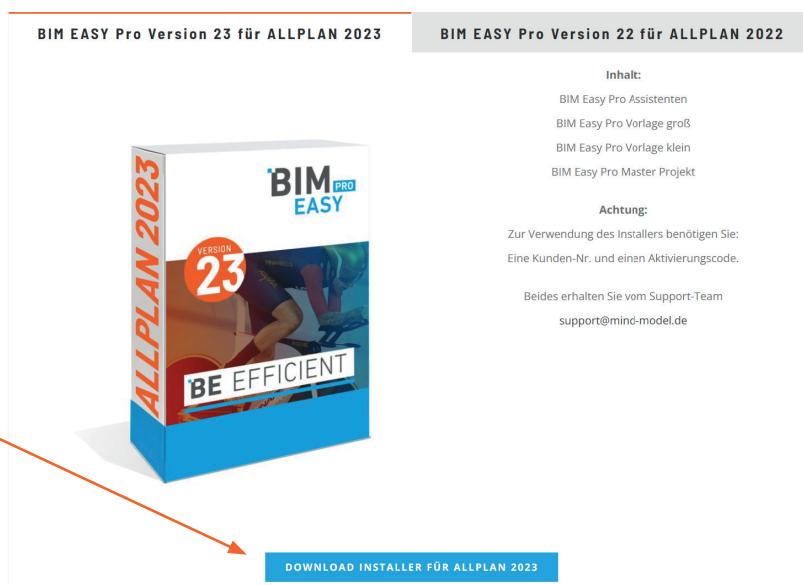 BIM EASY Pro Version 23 für ALLPLAN 2023
BIM EASY Pro Version 22 für ALLPLAN 2022
ALLPLAN 2023
BIM PRO
EASY
VERSION
23
BE EFFICIENT
Inhalt:
BIM Easy Pro Assistenten
BIM Easy Pro Vorlage groß
BIM Easy Pro Vorlage klein
BIM Easy Pro Master Projekt
Achtung:
Zur Verwendung des Installers benötigen Sie:
Eine Kunden-Nr. und einen Aktivierungscode.
Beides erhalten Sie vom Support-Team
support@mind-model.de
DOWNLOAD INSTALLER FÜR ALLPLAN 2023